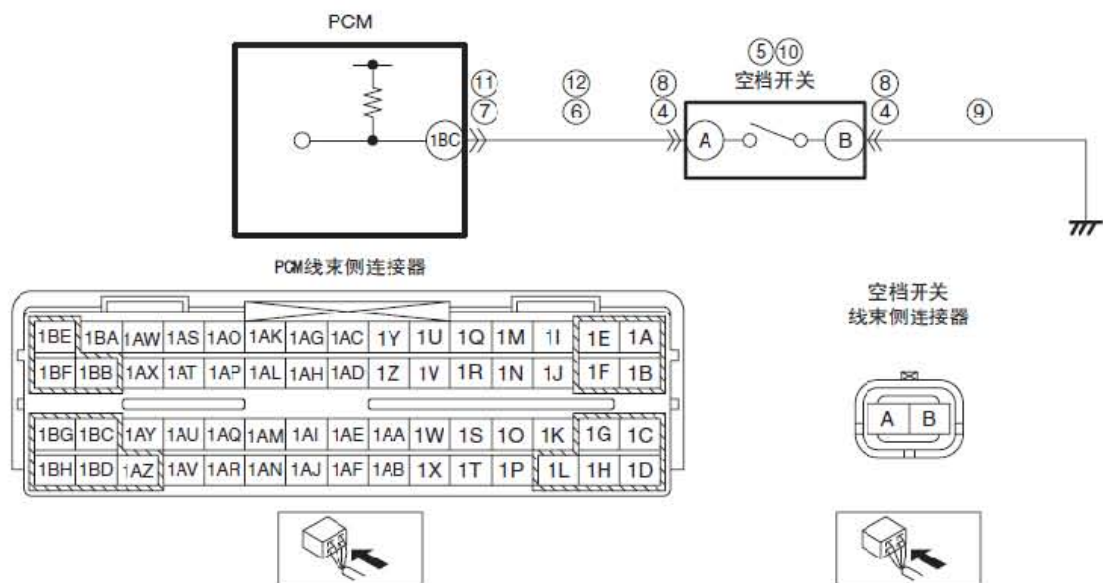 PCM
⑤⑩
空档开关
⑪ ⑫ ⑧ ⑧
⑦ ⑥ ④ ④ ⑨
1BC A B
PCM线束侧连接器
空档开关
线束侧连接器
1BE 1BA 1AW 1AS 1AO 1AK 1AG 1AC 1Y 1U 1Q 1M 1I 1E 1A
1BF 1BB 1AX 1AT 1AP 1AL 1AH 1AD 1Z 1V 1R 1N 1J 1F 1B
1BG 1BC 1AY 1AU 1AQ 1AM 1AI 1AE 1AA 1W 1S 1O 1K 1G 1C
1BH 1BD 1AZ 1AV 1AR 1AN 1AJ 1AF 1AB 1X 1T 1P 1L 1H 1D
A B